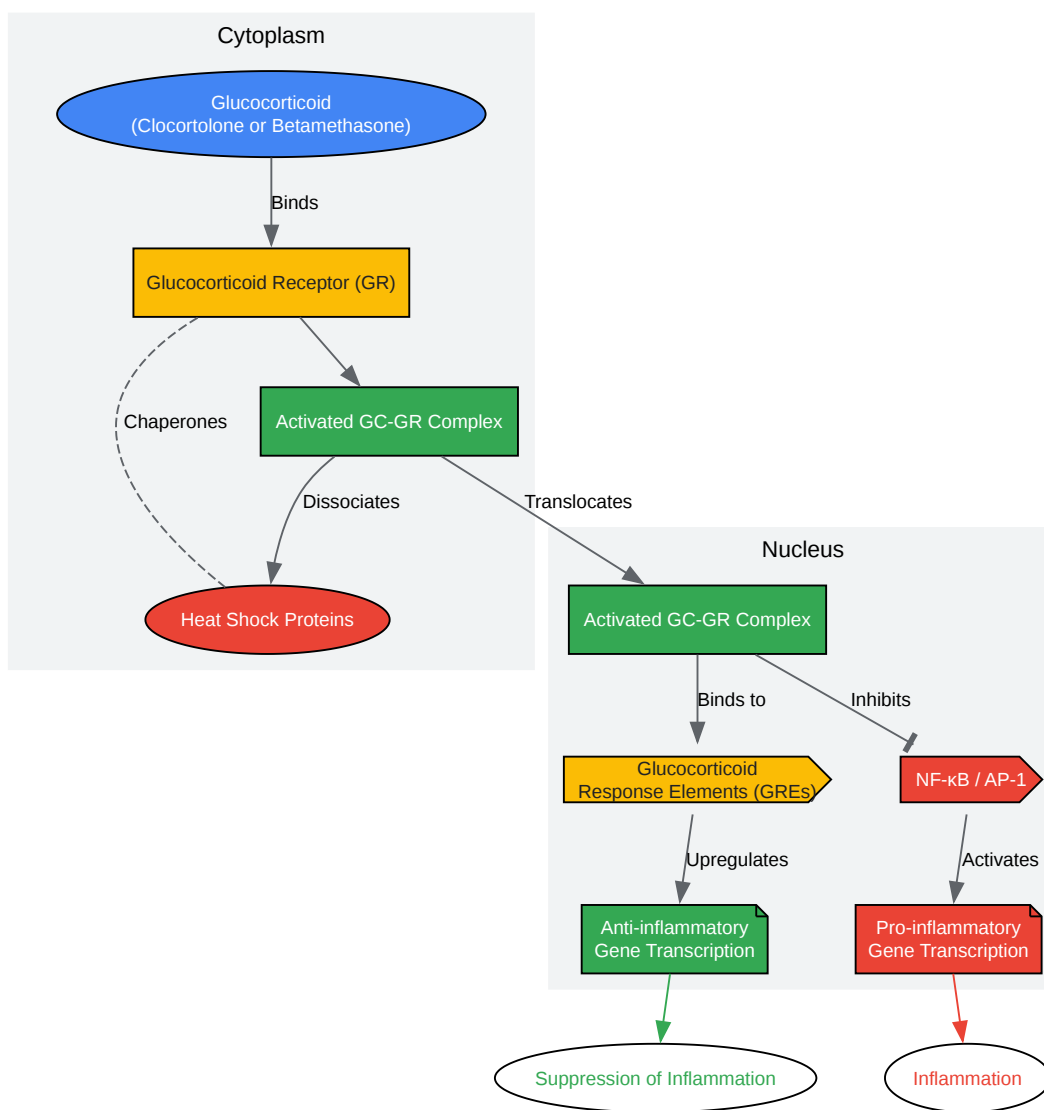 Cytoplasm
Glucocorticoid
(Clocortolone or Betamethasone)
Binds
Glucocorticoid Receptor (GR)
Chaperones
Activated GC-GR Complex
Dissociates
Translocates
Heat Shock Proteins
Nucleus
Activated GC-GR Complex
Binds to
Inhibits
Glucocorticoid
Response Elements (GREs)
NF-κB / AP-1
Upregulates
Activates
Anti-inflammatory
Gene Transcription
Pro-inflammatory
Gene Transcription
Suppression of Inflammation
Inflammation